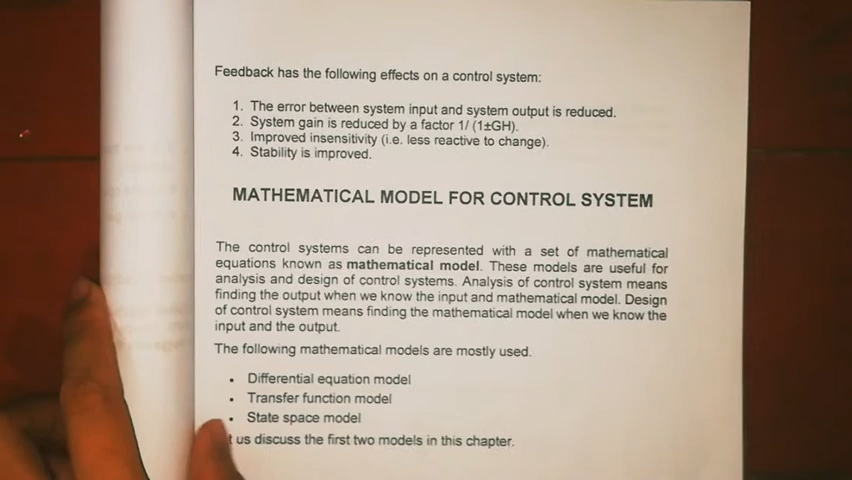 Feedback has the following effects on a control system:
1. The error between system input and system output is reduced.
2. System gain is reduced by a factor 1/ (1±GH).
3. Improved insensitivity (i.e. less reactive to change).
4. Stability is improved.
MATHEMATICAL MODEL FOR CONTROL SYSTEM
The control systems can be represented with a set of mathematical
equations known as mathematical model. These models are useful for
analysis and design of control systems. Analysis of control system means
finding the output when we know the input and mathematical model. Design
of control system means finding the mathematical model when we know the
input and the output.
The following mathematical models are mostly used.
• Differential equation model
• Transfer function model
• State space model
t us discuss the first two models in this chapter.